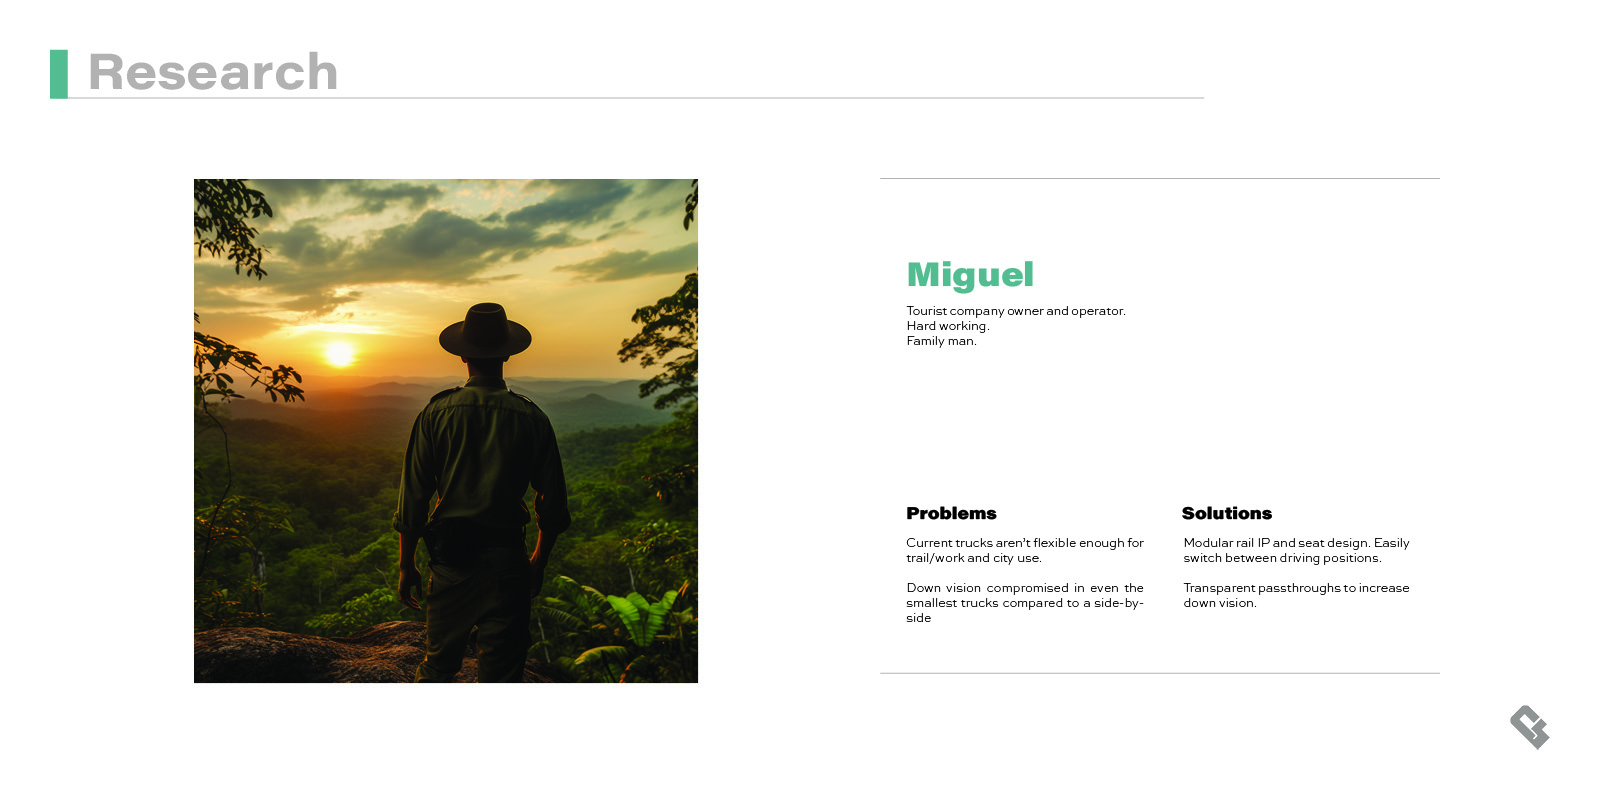 Research
Miguel
Tourist company owner and operator.
Hard working.
Family man.
Problems
Current trucks aren't flexible enough for
trail/work and city use.
Down vision compromised in even the
smallest trucks compared to a side-by-
side
Solutions
Modular rail IP and seat design. Easily
switch between driving positions.
Transparent passthroughs to increase
down vision.